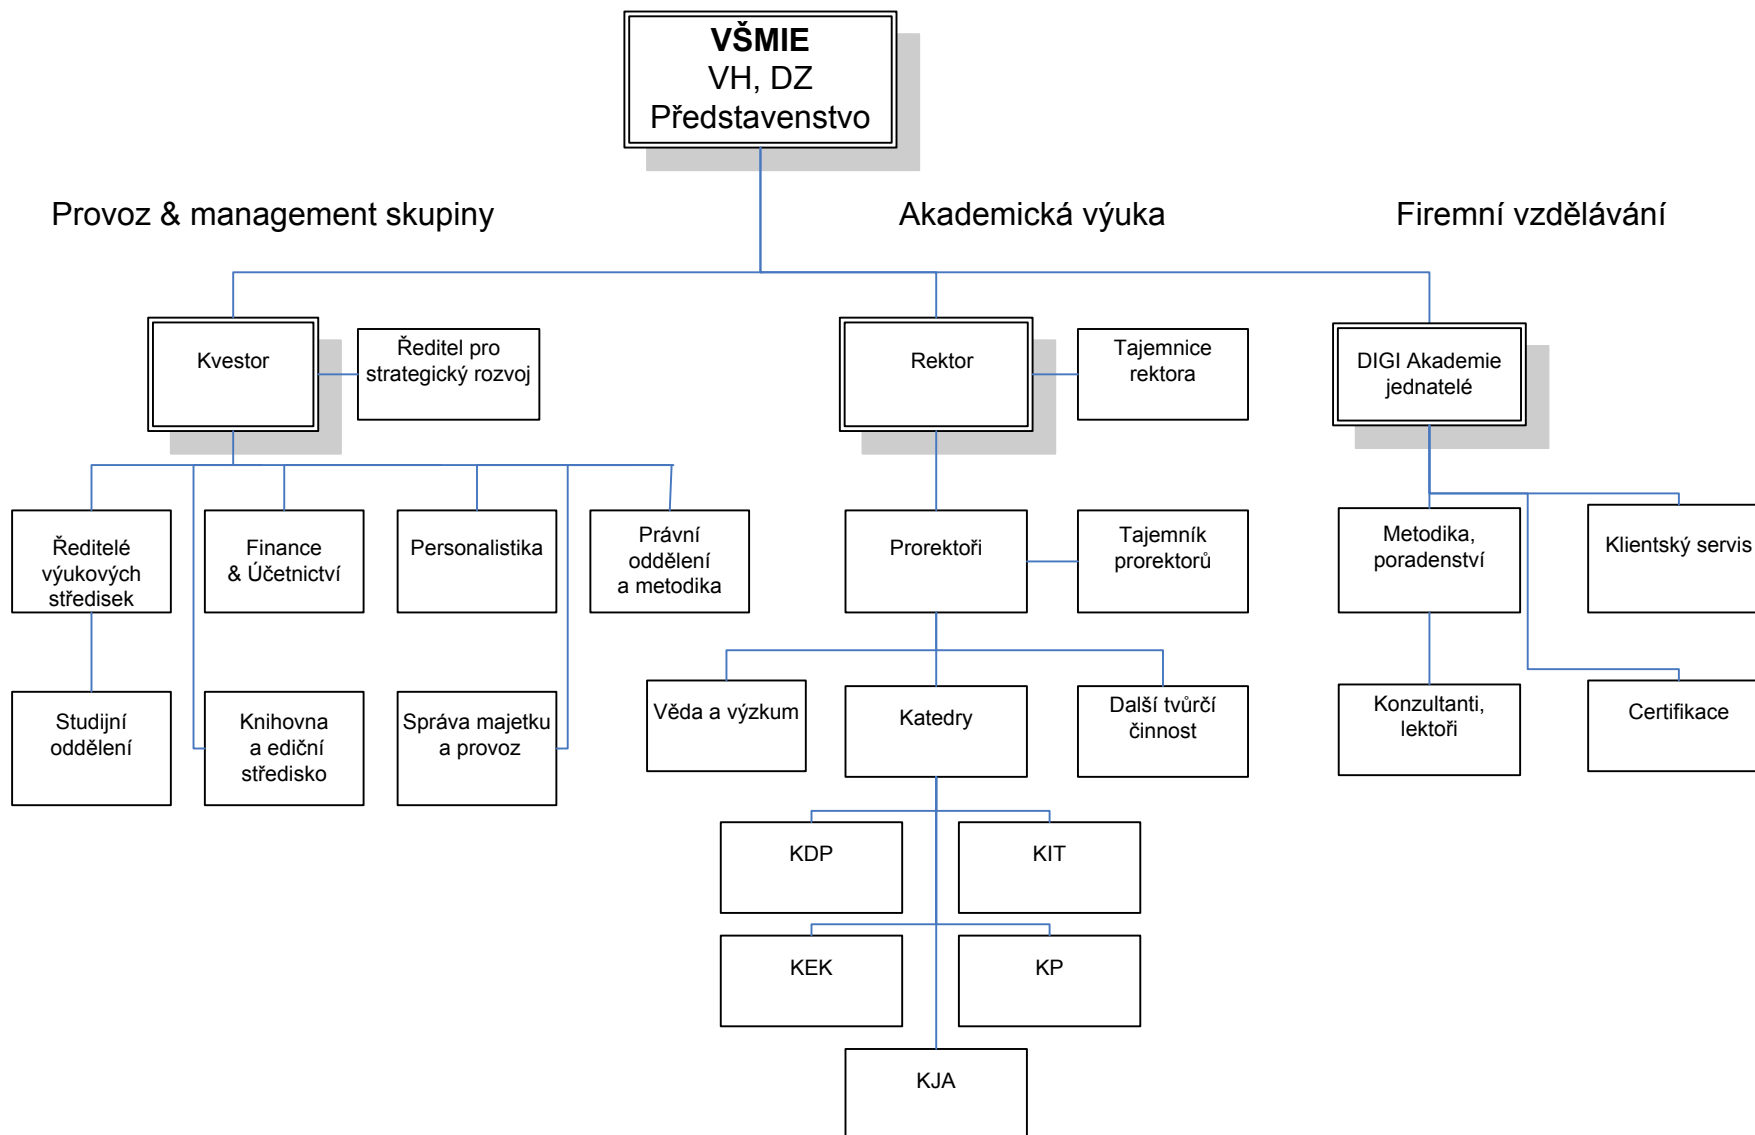 VŠMIE
VH, DZ
Představenstvo
Provoz & management skupiny
Akademická výuka
Firemní vzdělávání
Kvestor
Ředitel pro
strategický rozvoj
Rektor
Tajemnice
rektora
DIGI Akademie
jednatelé
Ředitelé
výukových
středisek
Finance
& Účetnictví
Personalistika
Právní
oddělení
a metodika
Prorektoři
Tajemník
prorektorů
Metodika,
poradenství
Klientský servis
Studijní
oddělení
Knihovna
a ediční
středisko
Správa majetku
a provoz
Věda a výzkum
Katedry
Další tvůrčí
činnost
Konzultanti,
lektoři
Certifikace
KDP
KIT
KEK
KP
KJA